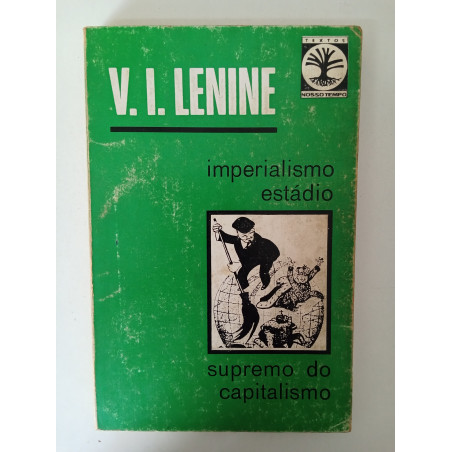 V. I. LENINE
TEXTOS
NOSSO TEMPO
imperialismo
estádio
supremo do
capitalismo